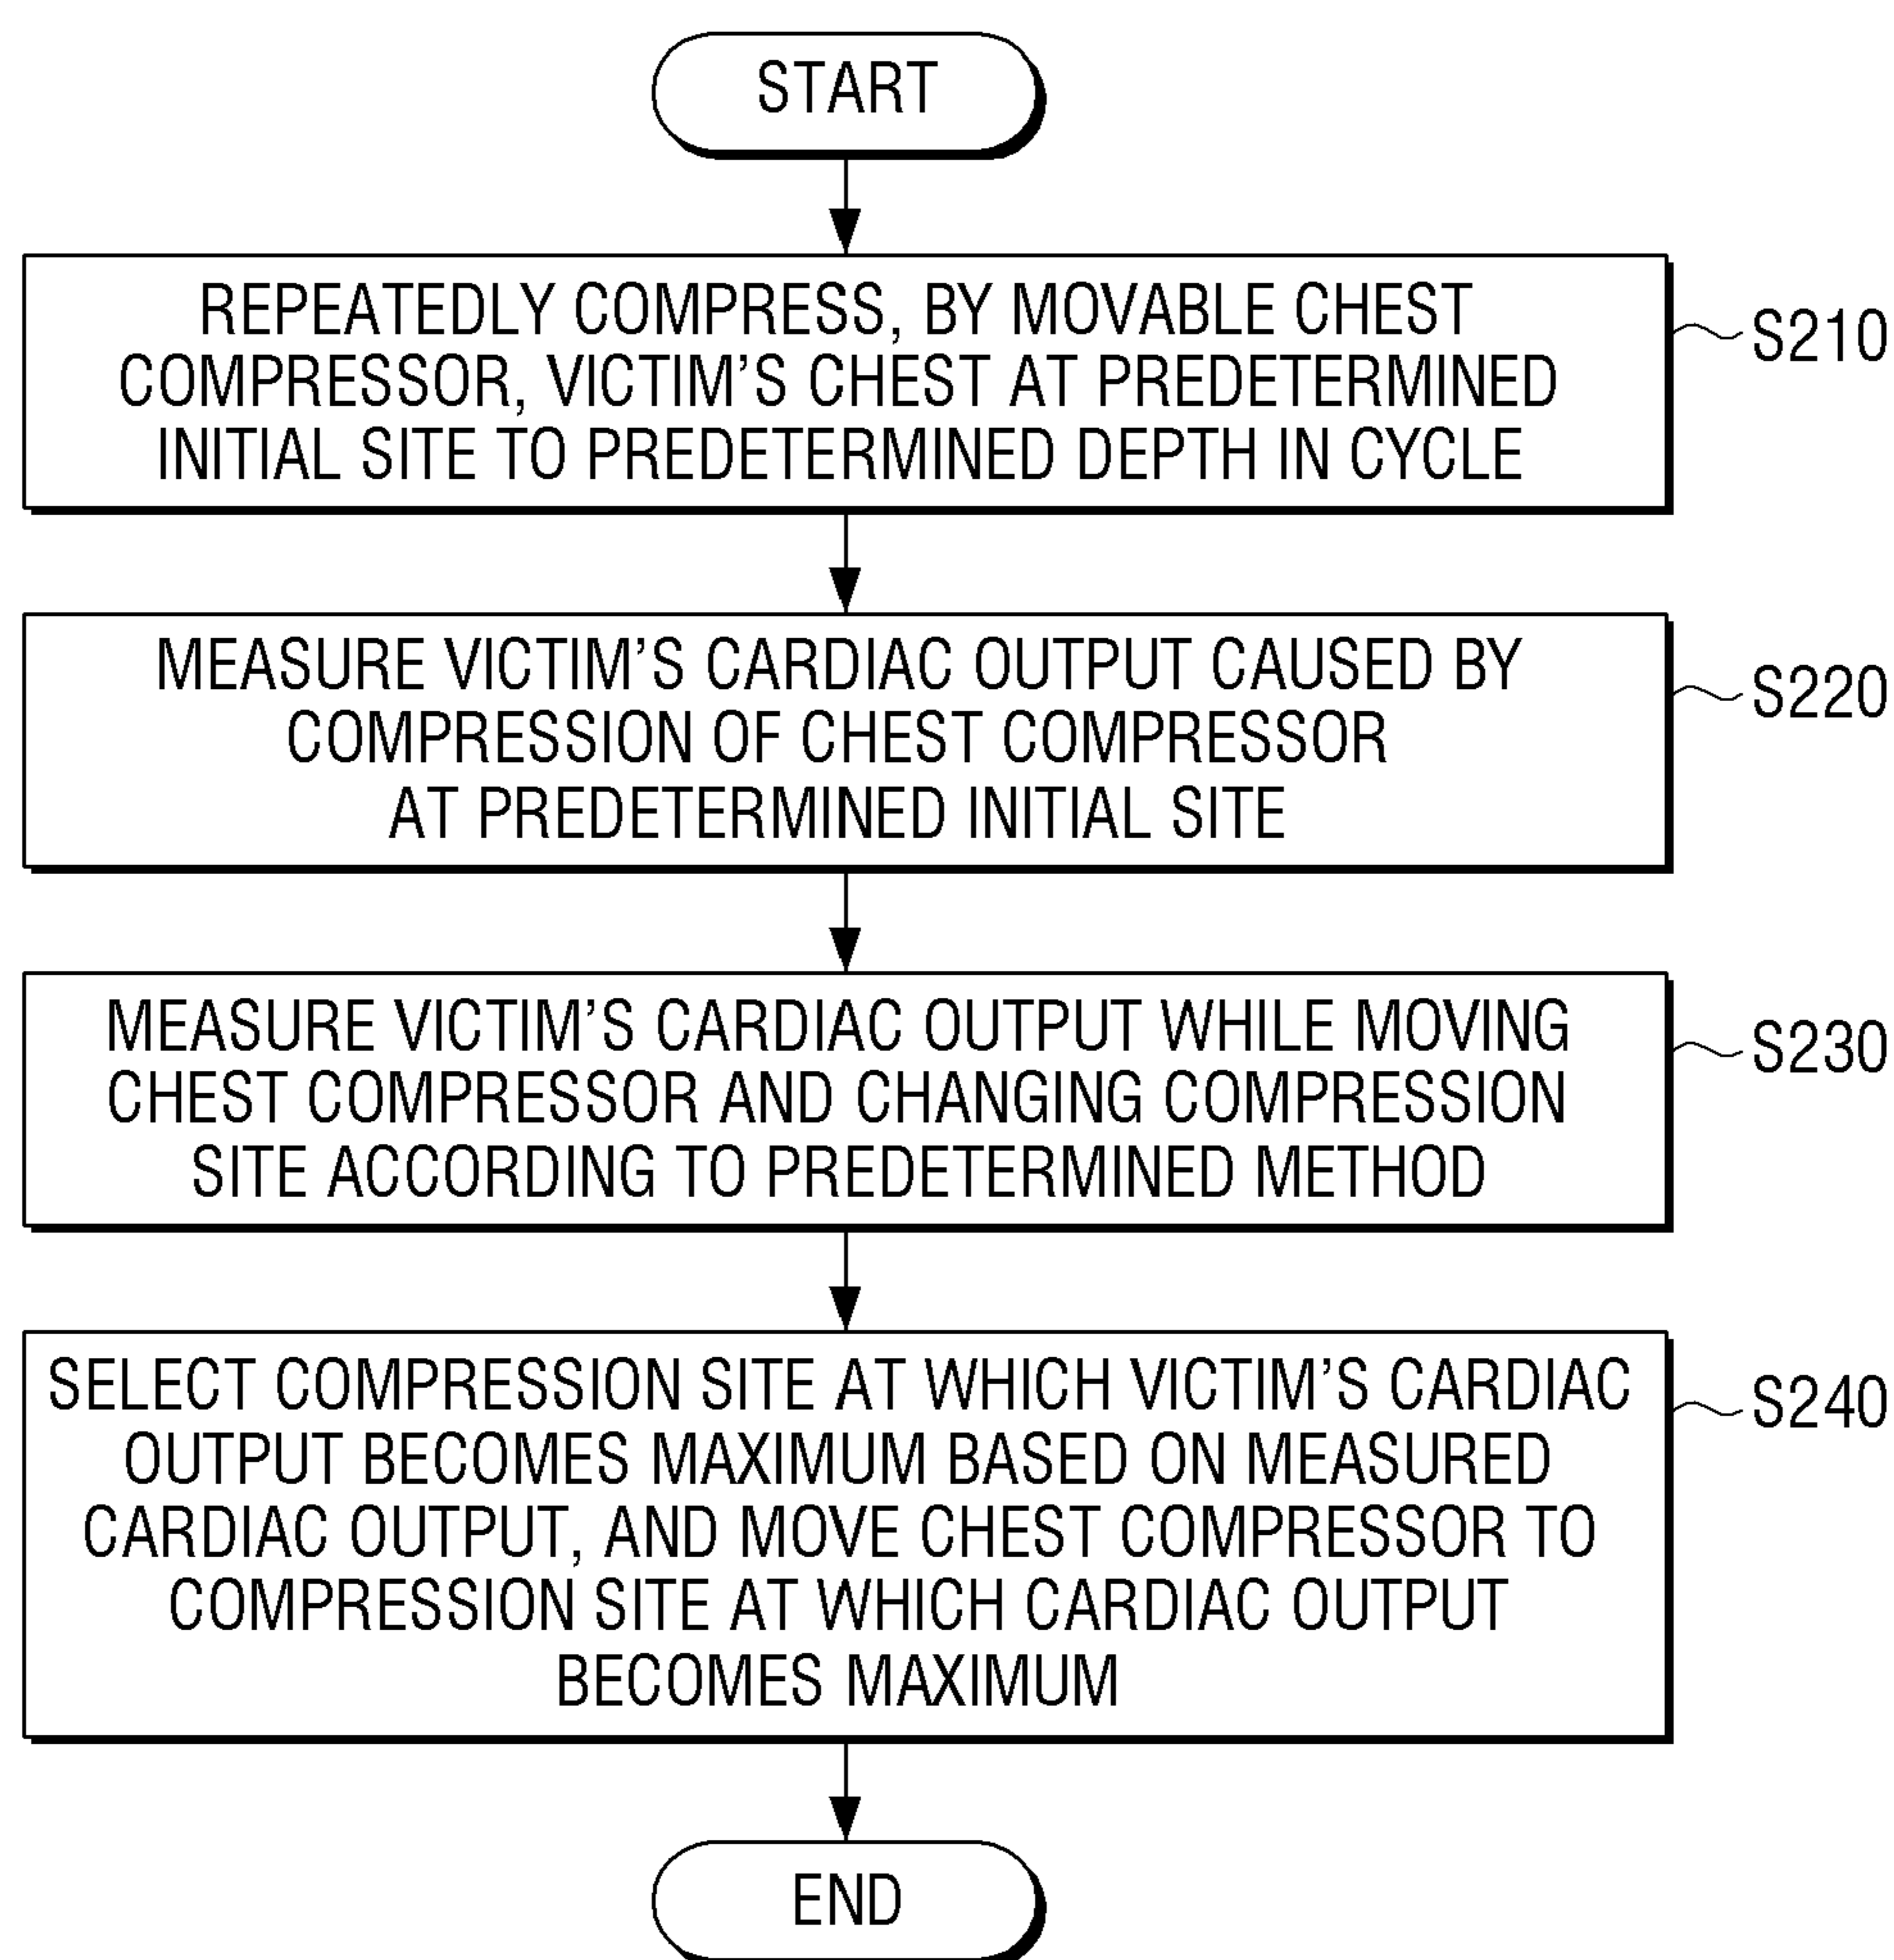 START
REPEATEDLY COMPRESS, BY MOVABLE CHEST
COMPRESSOR, VICTIM'S CHEST AT PREDETERMINED
INITIAL SITE TO PREDETERMINED DEPTH IN CYCLE
S210
MEASURE VICTIM'S CARDIAC OUTPUT CAUSED BY
COMPRESSION OF CHEST COMPRESSOR
AT PREDETERMINED INITIAL SITE
S220
MEASURE VICTIM'S CARDIAC OUTPUT WHILE MOVING
CHEST COMPRESSOR AND CHANGING COMPRESSION
SITE ACCORDING TO PREDETERMINED METHOD
S230
SELECT COMPRESSION SITE AT WHICH VICTIM'S CARDIAC
OUTPUT BECOMES MAXIMUM BASED ON MEASURED
CARDIAC OUTPUT, AND MOVE CHEST COMPRESSOR TO
COMPRESSION SITE AT WHICH CARDIAC OUTPUT
BECOMES MAXIMUM
S240
END